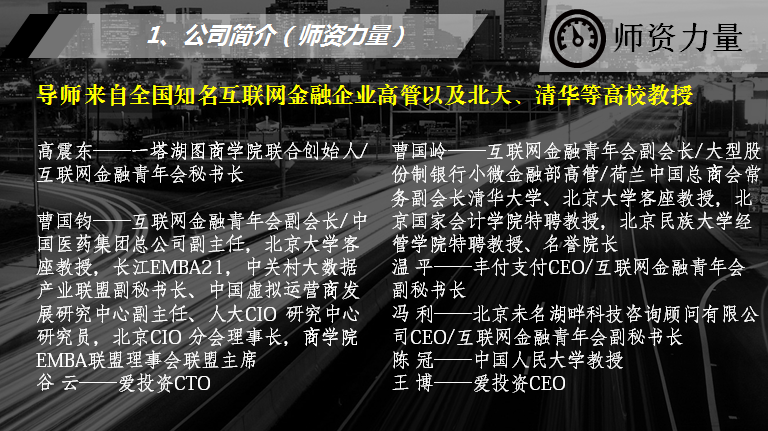 1、公司简介（师资力量）
师资力量
导师来自全国知名互联网金融企业高管以及北大、清华等高校教授
高震东——一塔湖图商学院联合创始人/
互联网金融青年会秘书长
曹国钧——互联网金融青年会副会长/中
国医药集团总公司副主任，北京大学客
座教授，长江EMBA21，中关村大数据
产业联盟副秘书长、中国虚拟运营商发
展研究中心副主任、人大CIO 研究中心
研究员，北京CIO 分会理事长，商学院
EMBA联盟理事会联盟主席
谷 云——爱投资CTO
曹国岭——互联网金融青年会副会长/大型股
份制银行小微金融部高管/荷兰中国总商会常
务副会长清华大学、北京大学客座教授，北
京国家会计学院特聘教授，北京民族大学经
管学院特聘教授、名誉院长
温 平——丰付支付CEO/互联网金融青年会
副秘书长
冯 利——北京未名湖畔科技咨询顾问有限公
司CEO/互联网金融青年会副秘书长
陈 冠——中国人民大学教授
王 博——爱投资CEO